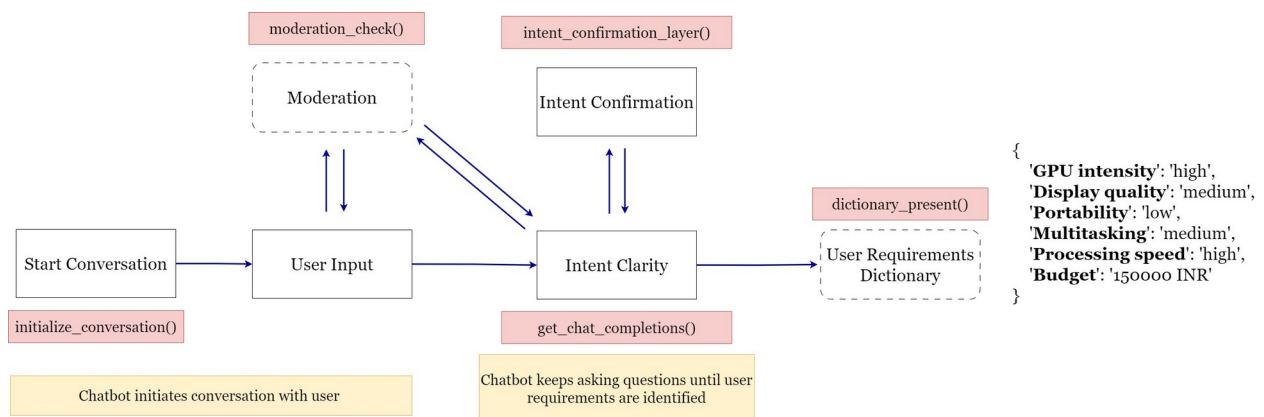 moderation_check()
intent_confirmation_layer()
Moderation
Intent Confirmation
{
'GPU intensity': 'high',
'Display quality': 'medium',
'Portability': 'low',
'Multitasking': 'medium',
'Processing speed': 'high',
'Budget': '150000 INR'
}
dictionary_present()
Start Conversation
User Input
Intent Clarity
User Requirements
Dictionary
initialize_conversation()
get_chat_completions()
Chatbot initiates conversation with user
Chatbot keeps asking questions until user
requirements are identified